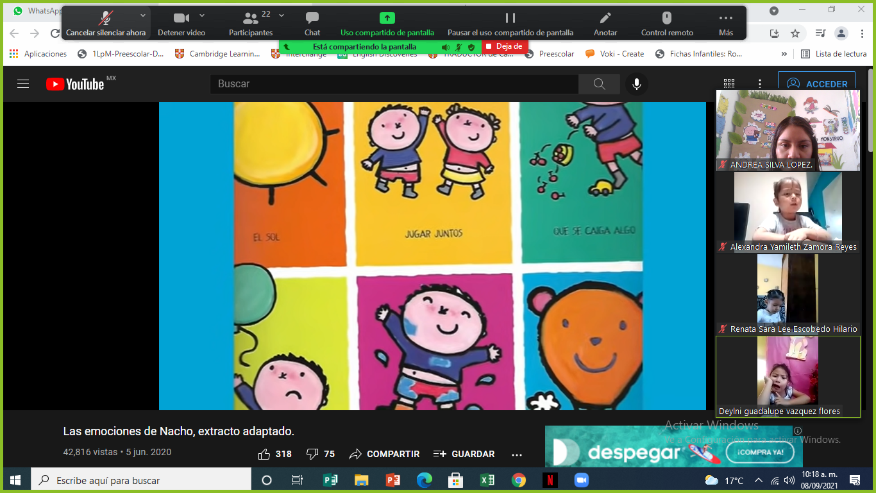 WhatsApp
Cancelar silenciar ahora
Detener video
Participantes
22
Chat
Uso compartido de pantalla
Pausar el uso compartido de pantalla
Anotar
Control remoto
Más
Está compartiendo la pantalla
Deja de
Aplicaciones
1LpM-Preescolar-D...
Cambridge Learning...
Interchange
English Discoveries
Preescolar
Voki - Create
Fichas Infantiles: Ro...
»
Lista de lectura
YouTube MX
Buscar
ACCEDER
EL SOL
JUGAR JUNTOS
QUE SE CAIGA ALGO
ANDREA SILVA LOPEZ.
Alexandra Yamileth Zamora Reyes
Renata Sara Lee Escobedo Hilario
Deylni guadalupe vazquez flores
Las emociones de Nacho, extracto adaptado.
42,816 vistas • 5 jun. 2020
318
75
COMPARTIR
GUARDAR
Activar Windows
activar Windows.
despegar
¡COMPRA YA!
Escribe aquí para buscar
17°C
10:18 a. m.
08/09/2021